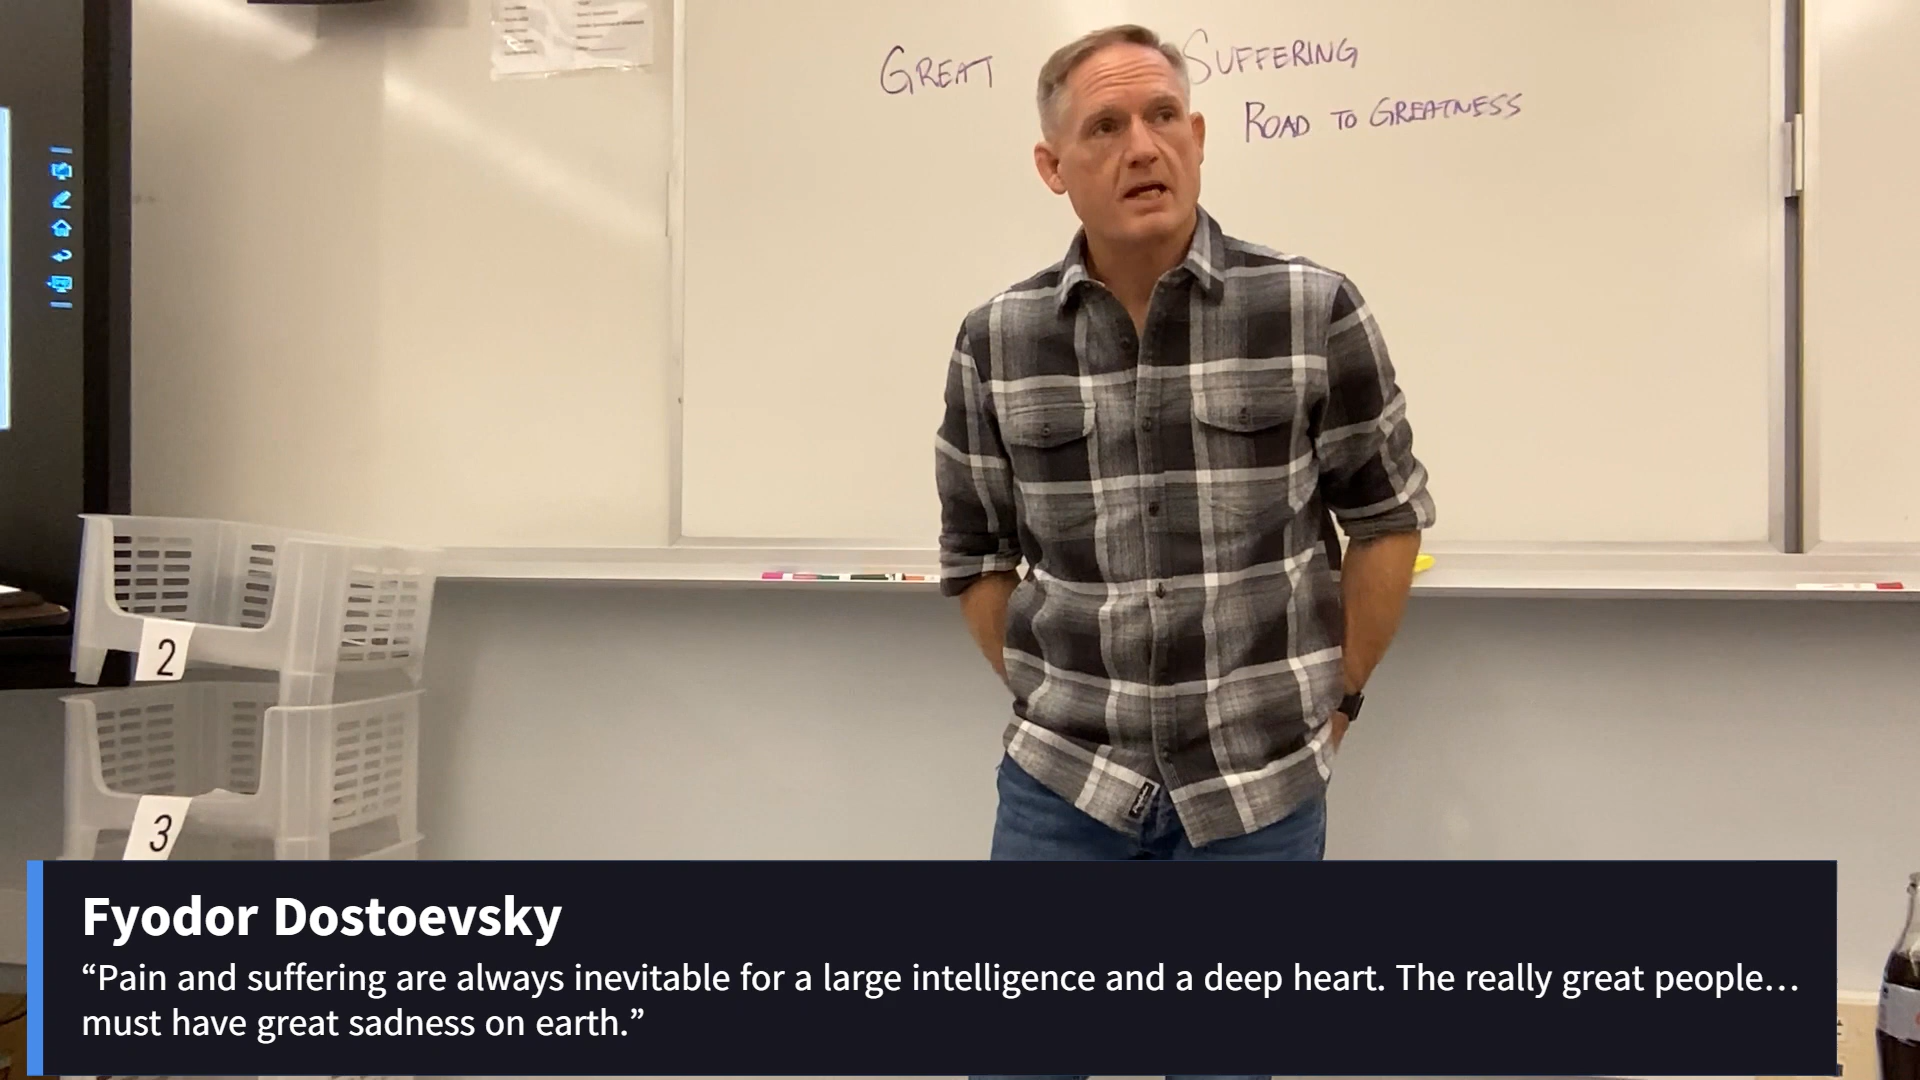 GREAT SUFFERING
ROAD TO GREATNESS
2
3
Fyodor Dostoevsky
“Pain and suffering are always inevitable for a large intelligence and a deep heart. The really great people…
must have great sadness on earth.”